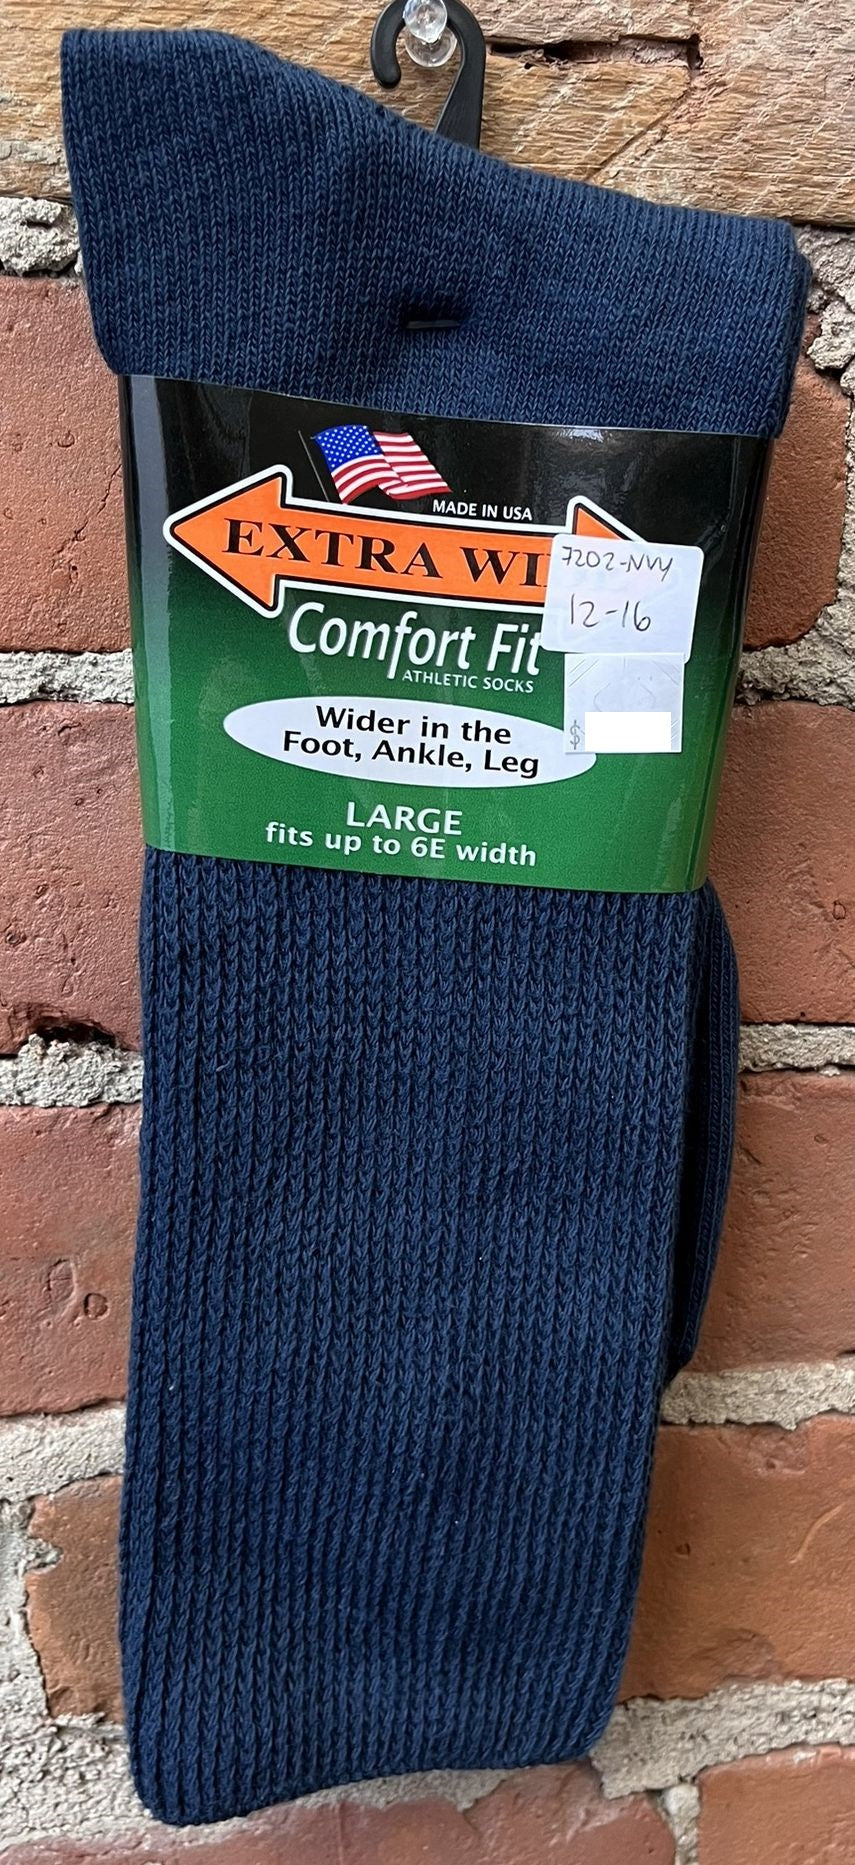 MADE IN USA
EXTRA WI
7202-NVY
12-16
Comfort Fit
ATHLETIC SOCKS
$
Wider in the
Foot, Ankle, Leg
LARGE
fits up to 6E width